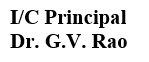 I/C Principal
Dr. G.V. Rao